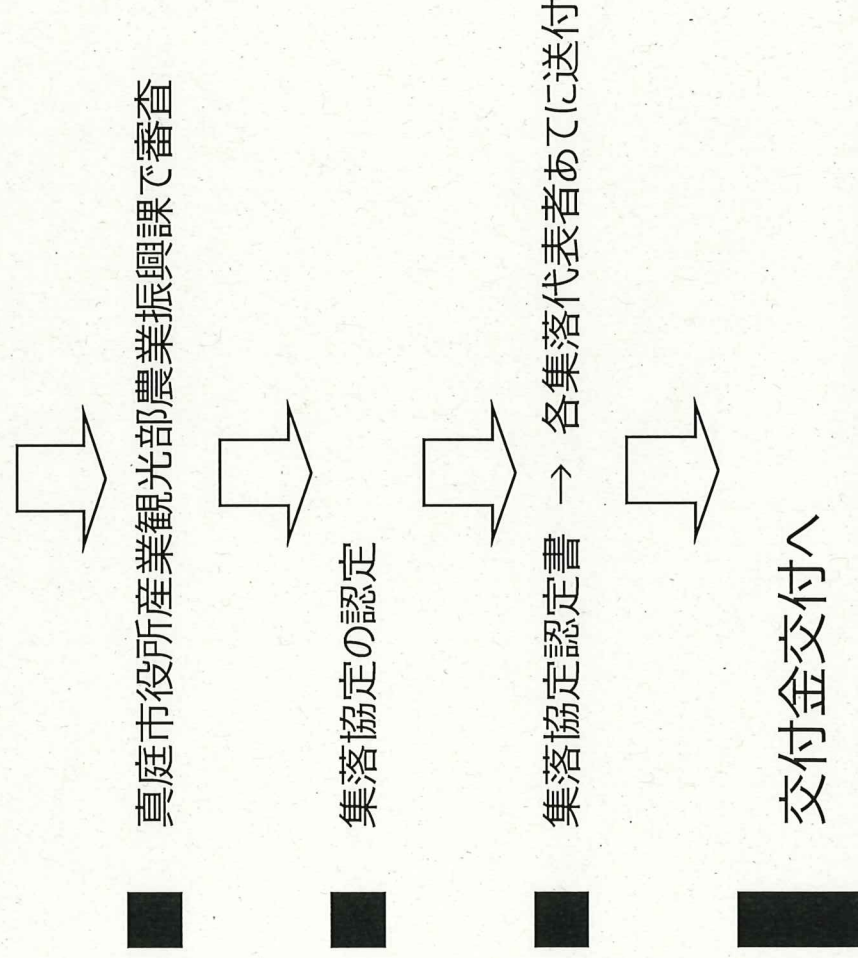 ■ 真庭市役所産業観光部農業振興課で審査
■ 集落協定の認定
■ 集落協定認定書 → 各集落代表者あてに送付
交付金交付へ